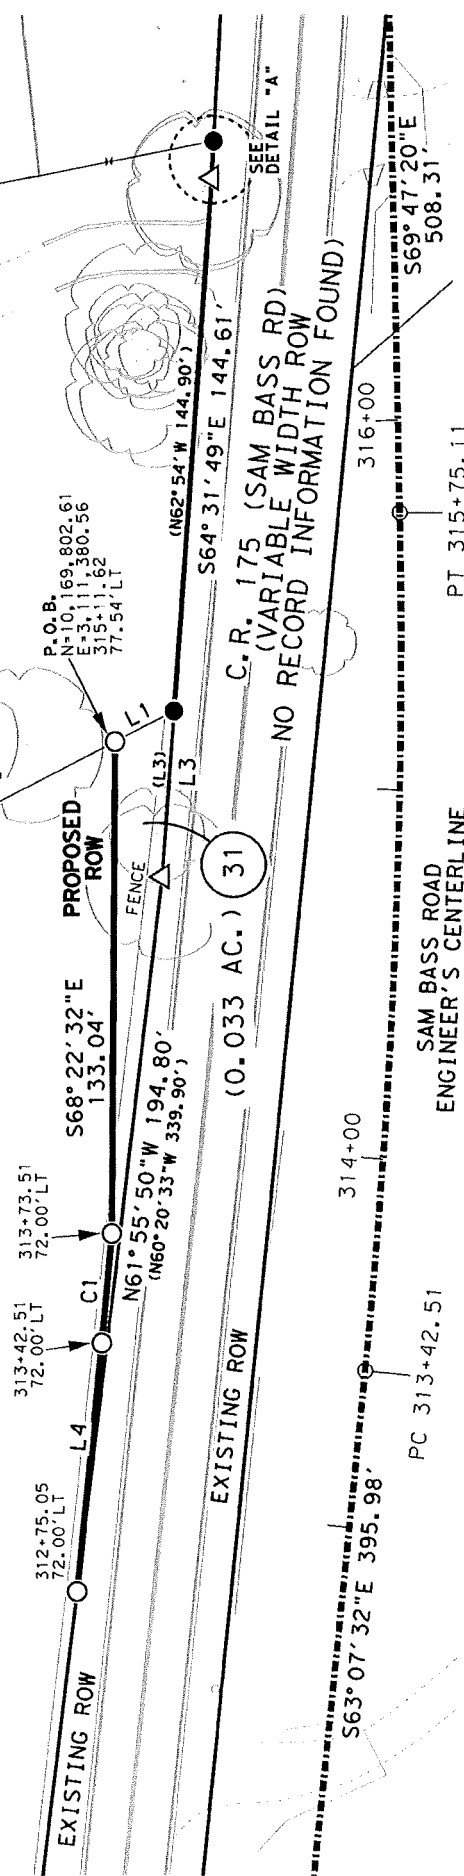 SEE
DETAIL "A"
S69°47'20"E
508.31'
(N62°54'W 144.90')
S64°31'49"E 144.61'
C.R. 175 (SAM BASS RD)
(VARIABLE WIDTH ROW
NO RECORD INFORMATION FOUND)
316+00
PT 315+75.11
P.O.B.
N=10,169,802.61
E=3,111,380.56
315+11.62
77.54'LT
L1
(L3)
L3
PROPOSED
ROW
FENCE
31
(0.033 AC.)
SAM BASS ROAD
ENGINEER'S CENTERLINE
S68°22'32"E
133.04'
N61°55'50"W 194.80'
(N60°20'33"W 339.90')
314+00
313+73.51
72.00'LT
C1
313+42.51
72.00'LT
PC 313+42.51
L4
EXISTING ROW
312+75.05
72.00'LT
S63°07'32"E 395.98'
EXISTING ROW